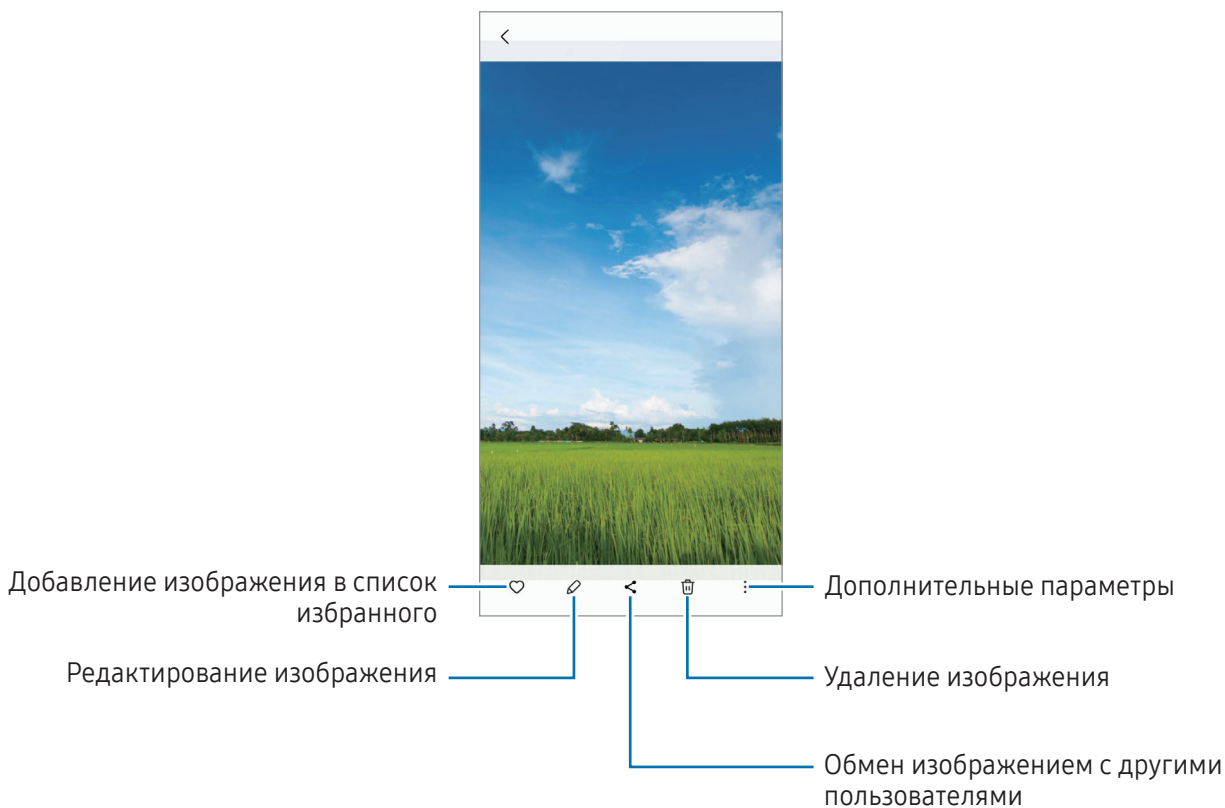 Добавление изображения в список
избранного
Дополнительные параметры
Редактирование изображения
Удаление изображения
Обмен изображением с другими
пользователями